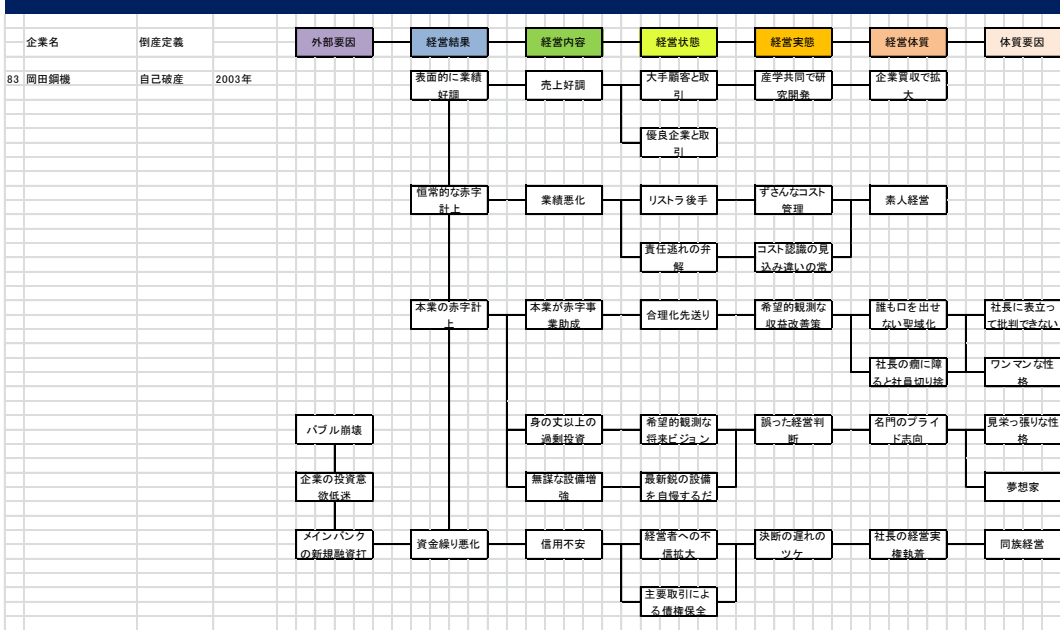 企業名 倒産定義 外部要因 経営結果 経営内容 経営状態 経営実態 経営体質 体質要因
83 岡田鋼機 自己破産 2003年
表面的に業績
好調
売上好調
大手顧客と取
引
産学共同で研
究開発
企業買収で拡
大
優良企業と取
引
恒常的な赤字
計上
業績悪化
リストラ後手
ずさんなコスト
管理
素人経営
責任逃れの弁
解
コスト認識の見
込み違いの常
本業の赤字計
上
本業が赤字事
業助成
合理化先送り
希望的観測な
収益改善策
誰も口を出せ
ない聖域化
社長に表立っ
て批判できない
社長の癇に障
ると社員切り捨
ワンマンな性
格
バブル崩壊
身の丈以上の
過剰投資
希望的観測な
将来ビジョン
誤った経営判
断
名門のプライ
ド志向
見栄っ張りな性
格
企業の投資意
欲低迷
無謀な設備増
強
最新鋭の設備
を自慢するだ
夢想家
メインバンク
の新規融資打
資金繰り悪化
信用不安
経営者への不
信拡大
決断の遅れの
ツケ
社長の経営実
権執着
同族経営
主要取引によ
る債権保全